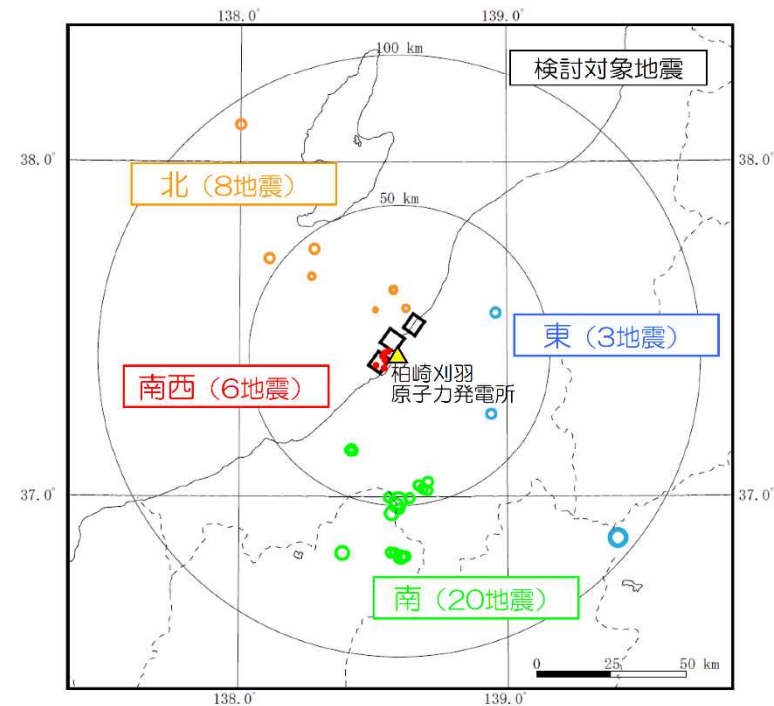 138.0°
139.0°
100 km
検討対象地震
38.0°
38.0°
北（8地震）
50 km
東（3地震）
南西（6地震）
柏崎刈羽
原子力発電所
37.0°
37.0°
南（20地震）
0 25 50 km
138.0°
139.0°